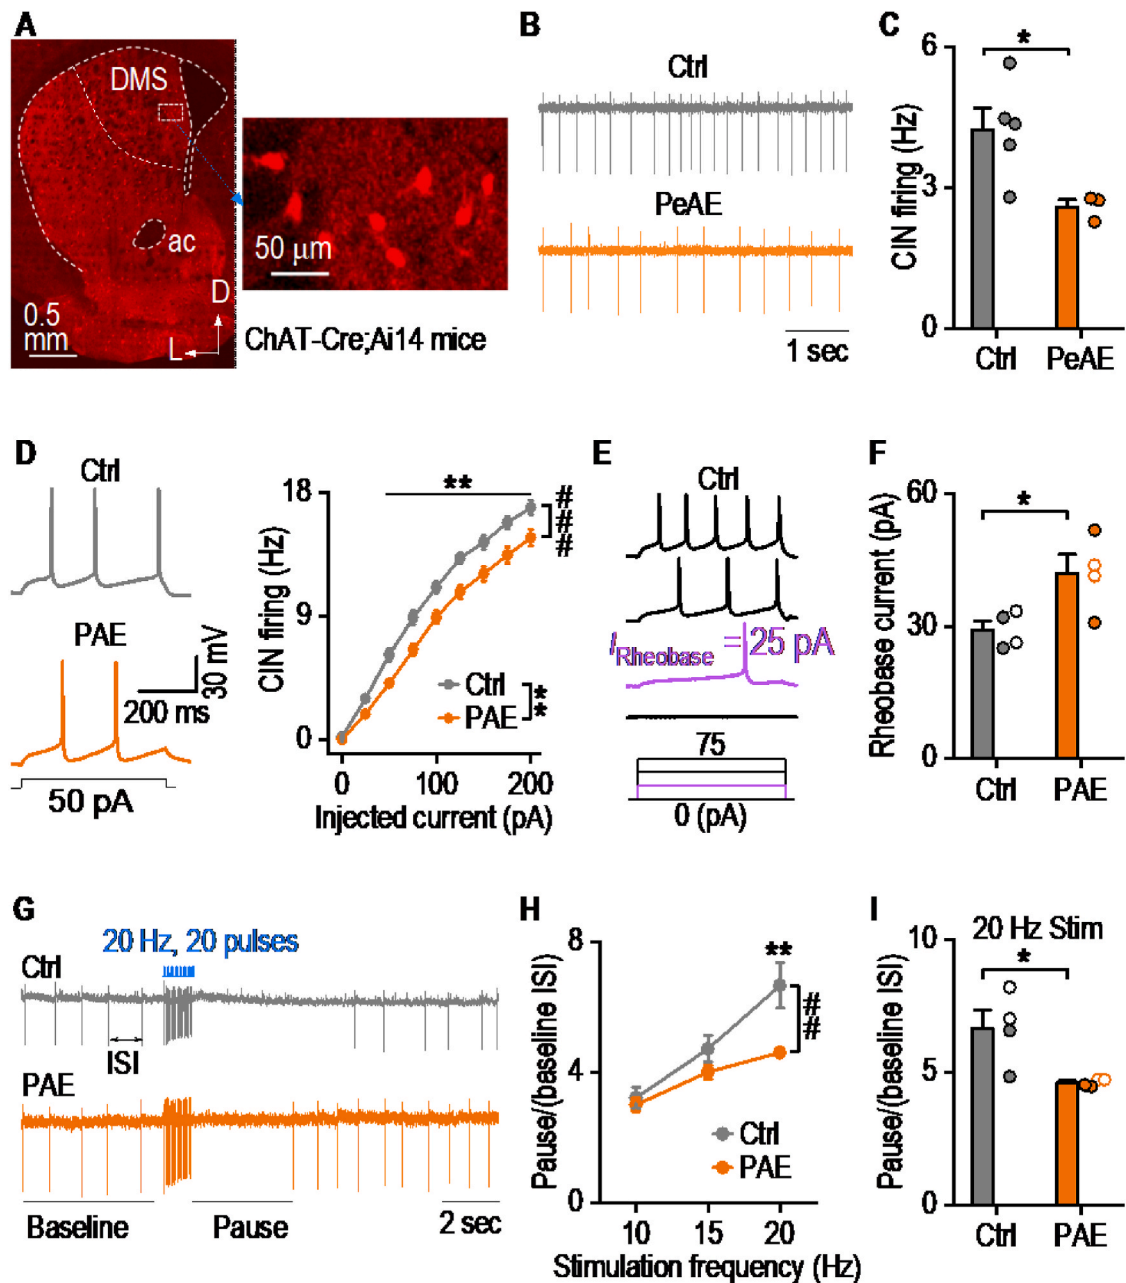 A
DMS
ac
0.5
mm
D
L
50 μm
ChAT-Cre;Ai14 mice
B
Ctrl
PeAE
1 sec
C
*
CIN firing (Hz)
6
3
0
Ctrl
PeAE
D
Ctrl
PAE
30 mV
200 ms
50 pA
**
###
CIN firing (Hz)
18
9
0
Ctrl
PAE
**
0
100
200
Injected current (pA)
E
Ctrl
IRheobase = 25 pA
75
0 (pA)
F
*
Rheobase current (pA)
60
30
0
Ctrl
PAE
G
20 Hz, 20 pulses
Ctrl
ISI
PAE
Baseline
Pause
2 sec
H
**
##
Pause/(baseline ISI)
8
4
0
Ctrl
PAE
10
15
20
Stimulation frequency (Hz)
I
20 Hz Stim
*
Pause/(baseline ISI)
10
5
0
Ctrl
PAE